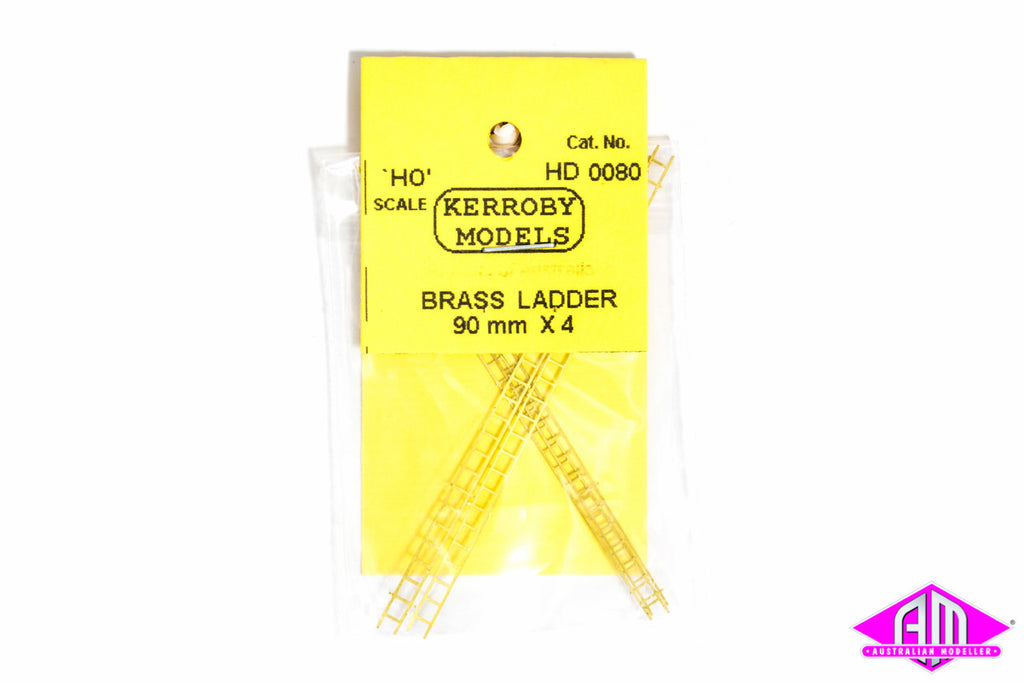 Cat. No.
`HO'
HD 0080
SCALE
KERROBY
MODELS
BRASS LADDER
90 mm X 4
AM
AUSTRALIAN MODELLER
®